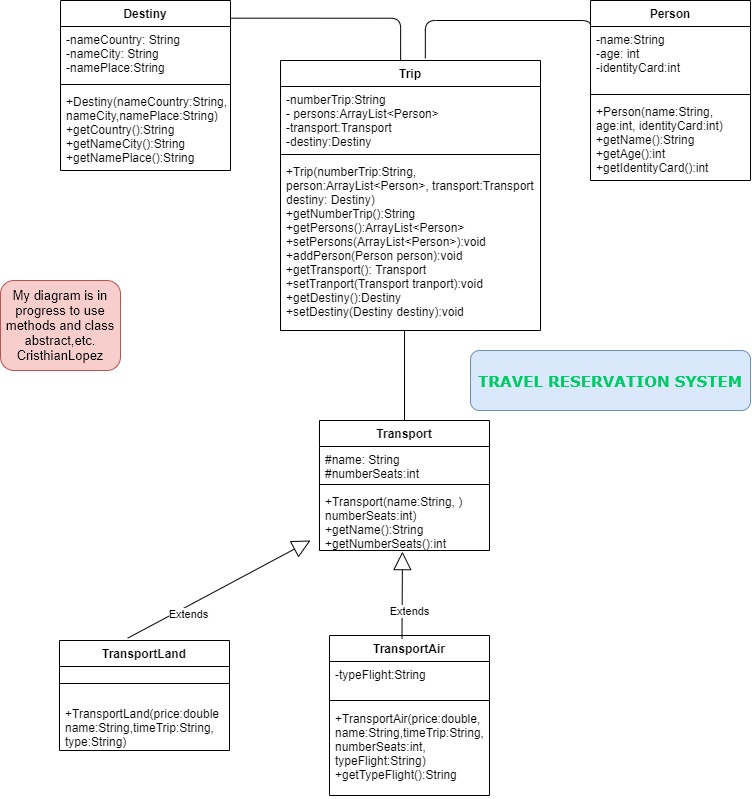 Destiny
-nameCountry: String
-nameCity: String
-namePlace:String
+Destiny(nameCountry:String,
nameCity,namePlace:String)
+getCountry():String
+getNameCity():String
+getNamePlace():String
Trip
-numberTrip:String
- persons:ArrayList<Person>
-transport:Transport
-destiny:Destiny
+Trip(numberTrip:String,
person:ArrayList<Person>, transport:Transport
destiny: Destiny)
+getNumberTrip():String
+getPersons():ArrayList<Person>
+setPersons(ArrayList<Person>):void
+addPerson(Person person):void
+getTransport(): Transport
+setTranport(Transport tranport):void
+getDestiny():Destiny
+setDestiny(Destiny destiny):void
Person
-name:String
-age: int
-identityCard:int
+Person(name:String,
age:int, identityCard:int)
+getName():String
+getAge():int
+getIdentityCard():int
My diagram is in
progress to use
methods and class
abstract,etc.
CristhianLopez
TRAVEL RESERVATION SYSTEM
Transport
#name: String
#numberSeats:int
+Transport(name:String, )
numberSeats:int)
+getName():String
+getNumberSeats():int
Extends
Extends
TransportLand
+TransportLand(price:double
name:String,timeTrip:String,
type:String)
TransportAir
-typeFlight:String
+TransportAir(price:double,
name:String,timeTrip:String,
numberSeats:int,
typeFlight:String)
+getTypeFlight():String